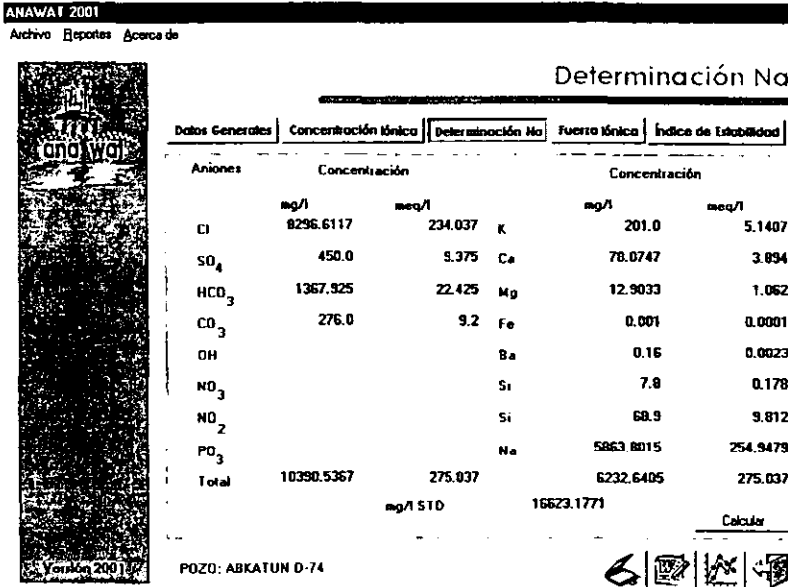 ANAWAT 2001
Archivo Reportes Acerca de
Determinación Na
anawat
Datos Generales Concentración Iónica Determinación Na Fuerza Iónica Índice de Estabilidad
Aniones Concentración Concentración
mg/l meq/l mg/l meq/l
Cl 8296.6117 234.037 K 201.0 5.1407
SO4 450.0 9.375 Ca 78.0747 3.894
HCO3 1367.925 22.425 Mg 12.9033 1.062
CO3 276.0 9.2 Fe 0.001 0.0001
OH Ba 0.16 0.0023
NO3 Si 7.8 0.178
NO2 Si 68.9 9.812
PO3 Na 5863.8015 254.9479
Total 10390.5367 275.037 6232.6405 275.037
mg/l STD 16623.1771
Calcular
Versión 2001
POZO: ABKATUN D-74